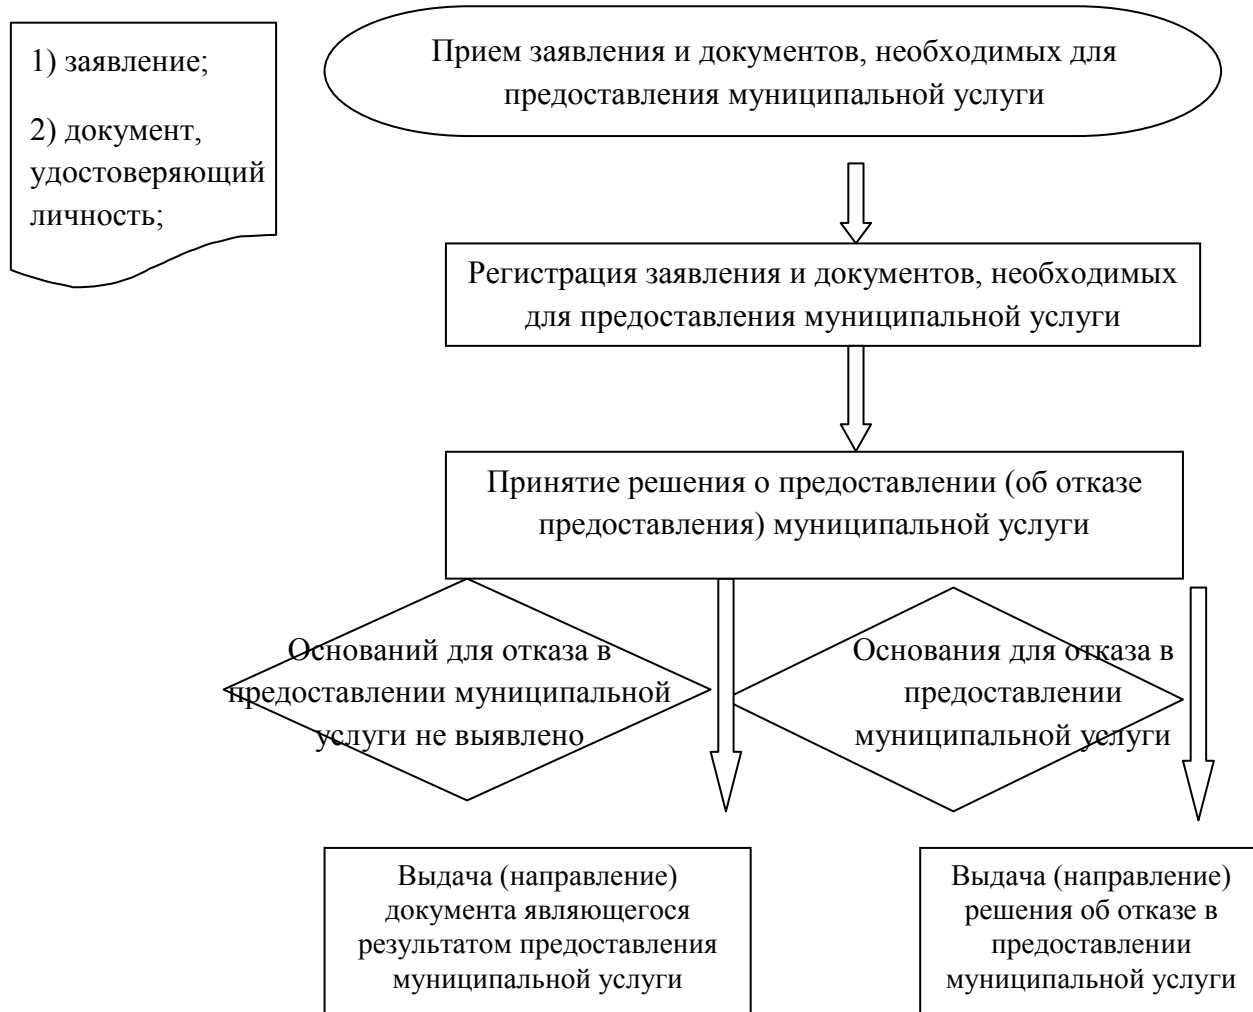 1) заявление;
2) документ,
удостоверяющий
личность;
Прием заявления и документов, необходимых для
предоставления муниципальной услуги
Регистрация заявления и документов, необходимых
для предоставления муниципальной услуги
Принятие решения о предоставлении (об отказе
предоставления) муниципальной услуги
Оснований для отказа в
предоставлении муниципальной
услуги не выявлено
Основания для отказа в
предоставлении
муниципальной услуги
Выдача (направление)
документа являющегося
результатом предоставления
муниципальной услуги
Выдача (направление)
решения об отказе в
предоставлении
муниципальной услуги